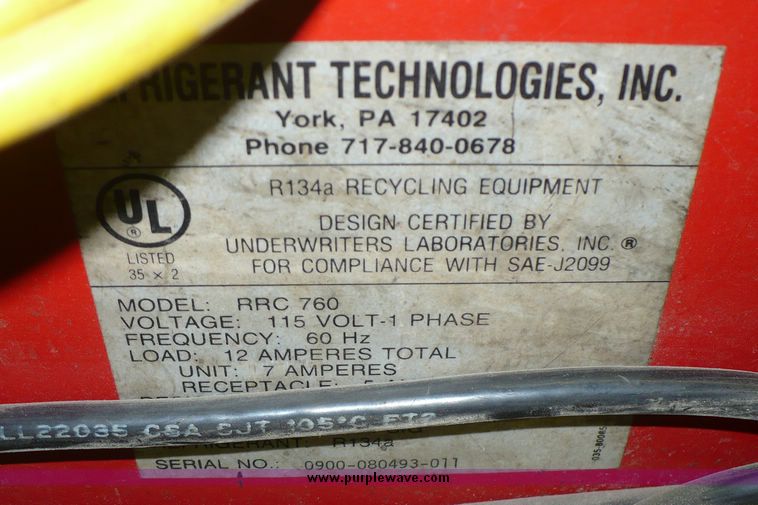 REFRIGERANT TECHNOLOGIES, INC.
York, PA 17402
Phone 717-840-0678
UL
®
LISTED
35 x 2
R134a RECYCLING EQUIPMENT
DESIGN CERTIFIED BY
UNDERWRITERS LABORATORIES, INC. ®
FOR COMPLIANCE WITH SAE-J2099
MODEL: RRC 760
VOLTAGE: 115 VOLT-1 PHASE
FREQUENCY: 60 Hz
LOAD: 12 AMPERES TOTAL
UNIT: 7 AMPERES
RECEPTACLE:
LL22035 CSA SJT 105°C FT2
R134a
SERIAL NO.: 0900-080493-011
www.purplewave.com